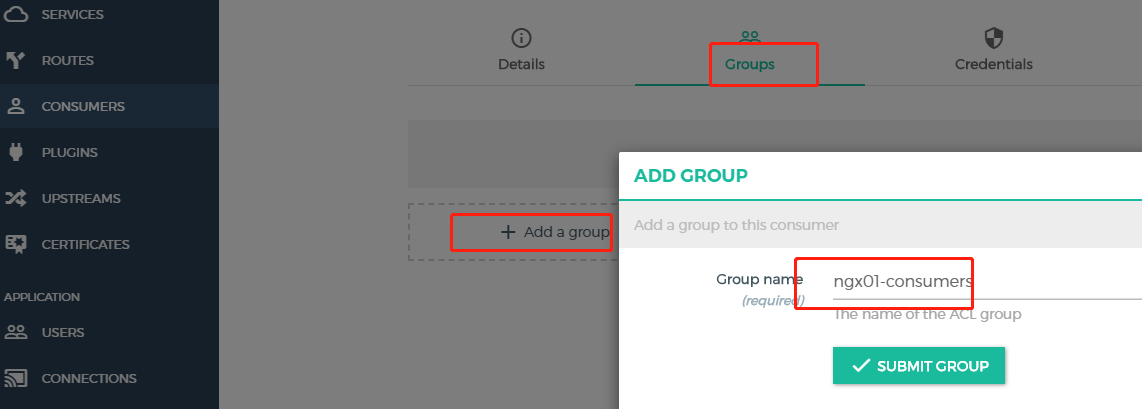 SERVICES
ROUTES
CONSUMERS
PLUGINS
UPSTREAMS
CERTIFICATES
APPLICATION
USERS
CONNECTIONS
Details
Groups
Credentials
Add a group
ADD GROUP
Add a group to this consumer
Group name
(required)
ngx01-consumers
The name of the ACL group
SUBMIT GROUP